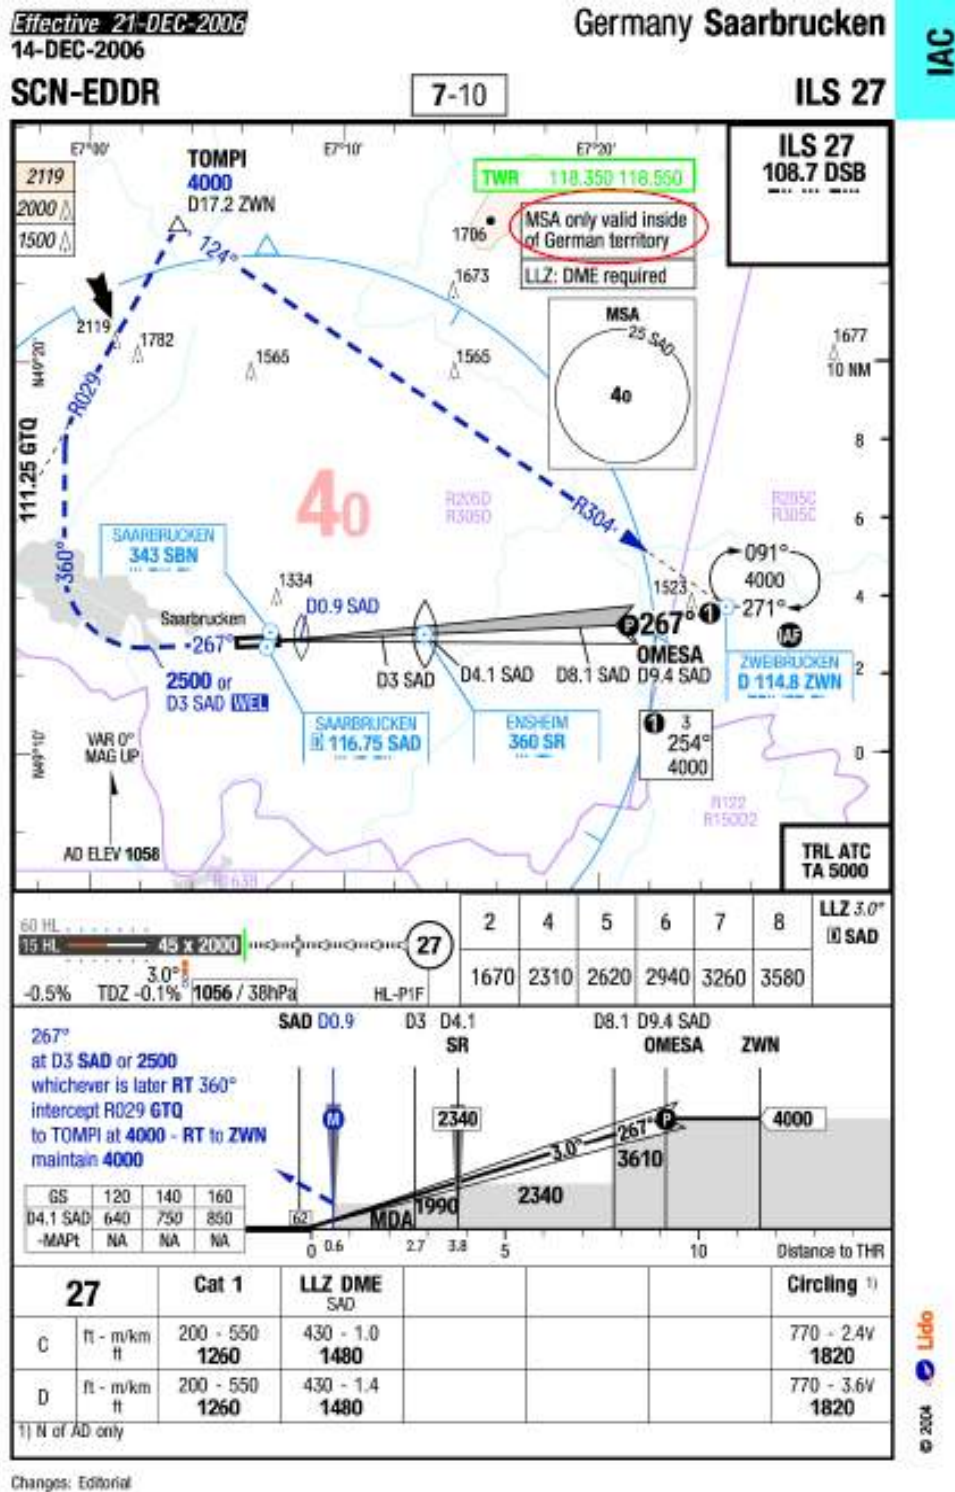 Effective 21-DEC-2006
14-DEC-2006
SCN-EDDR
7-10
Germany Saarbrucken
ILS 27
IAC
E7°00'
E7°10'
E7°20'
ILS 27
108.7 DSB
TOMPI
4000
D17.2 ZWN
TWR 118.350 118.550
MSA only valid inside
of German territory
LLZ: DME required
2119
2000
1500
1706
124°
1673
2119
1782
1565
1565
MSA
25 SAD
40
1677
10 NM
N49°20'
R029
111.25 GTQ
8
40
R205D
R305D
R304
R205C
R305C
6
SAARBRUCKEN
343 SBN
360°
091°
4000
271°
1334
D0.9 SAD
1523
4
Saarbrucken
267°
P 267° 1
IAF
OMESA
2500 or
D3 SAD WEL
D3 SAD
D4.1 SAD
D8.1 SAD
D9.4 SAD
ZWEIBRUCKEN
D 114.8 ZWN
2
SAARBRUCKEN
D 116.75 SAD
ENSHEIM
360 SR
1 3
254°
4000
VAR 0°
MAG UP
N49°10'
0
R122
R150D2
AD ELEV 1058
R163B
TRL ATC
TA 5000
60 HL
15 HL
45 x 2000
27
3.0°
-0.5%
TDZ -0.1%
1056 / 38hPa
HL-P1F
2 4 5 6 7 8
LLZ 3.0°
D SAD
1670 2310 2620 2940 3260 3580
SAD D0.9 D3 D4.1 D8.1 D9.4 SAD
SR OMESA ZWN
267°
at D3 SAD or 2500
whichever is later RT 360°
intercept R029 GTQ
to TOMPI at 4000 - RT to ZWN
maintain 4000
M
2340
3.0°
267°
P
4000
3610
2340
1990
MDA
62
GS 120 140 160
D4.1 SAD 640 750 850
-MAPt NA NA NA
0 0.6 2.7 3.8 5 10 Distance to THR
27 Cat 1 LLZ DME Circling 1)
SAD
C ft - m/km 200 - 550 430 - 1.0 770 - 2.4V
ft 1260 1480 1820
D ft - m/km 200 - 550 430 - 1.4 770 - 3.6V
ft 1260 1480 1820
1) N of AD only
Changes: Editorial
© 2004 Lido